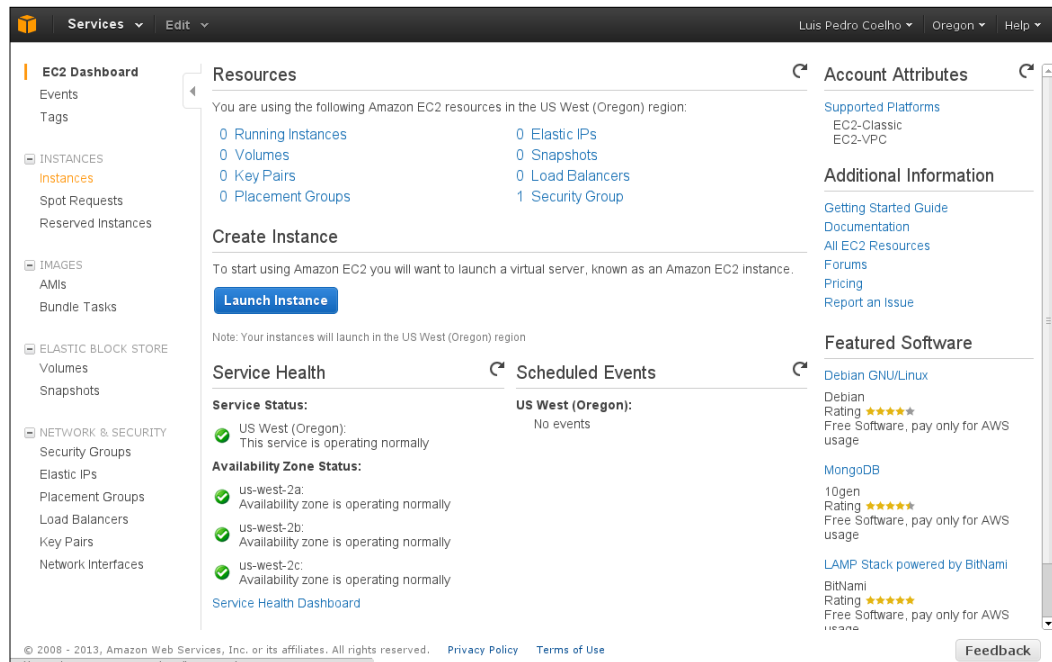 Services Edit Luis Pedro Coelho Oregon Help
EC2 Dashboard
Events
Tags
INSTANCES
Instances
Spot Requests
Reserved Instances
IMAGES
AMIs
Bundle Tasks
ELASTIC BLOCK STORE
Volumes
Snapshots
NETWORK & SECURITY
Security Groups
Elastic IPs
Placement Groups
Load Balancers
Key Pairs
Network Interfaces
Resources
You are using the following Amazon EC2 resources in the US West (Oregon) region:
0 Running Instances 0 Elastic IPs
0 Volumes 0 Snapshots
0 Key Pairs 0 Load Balancers
0 Placement Groups 1 Security Group
Create Instance
To start using Amazon EC2 you will want to launch a virtual server, known as an Amazon EC2 instance.
Launch Instance
Note: Your instances will launch in the US West (Oregon) region
Service Health
Service Status:
US West (Oregon):
This service is operating normally
Availability Zone Status:
us-west-2a:
Availability zone is operating normally
us-west-2b:
Availability zone is operating normally
us-west-2c:
Availability zone is operating normally
Service Health Dashboard
Scheduled Events
US West (Oregon):
No events
Account Attributes
Supported Platforms
EC2-Classic
EC2-VPC
Additional Information
Getting Started Guide
Documentation
All EC2 Resources
Forums
Pricing
Report an Issue
Featured Software
Debian GNU/Linux
Debian
Rating
Free Software, pay only for AWS
usage
MongoDB
10gen
Rating
Free Software, pay only for AWS
usage
LAMP Stack powered by BitNami
BitNami
Rating
Free Software, pay only for AWS
usage
© 2008 - 2013, Amazon Web Services, Inc. or its affiliates. All rights reserved. Privacy Policy Terms of Use
Feedback